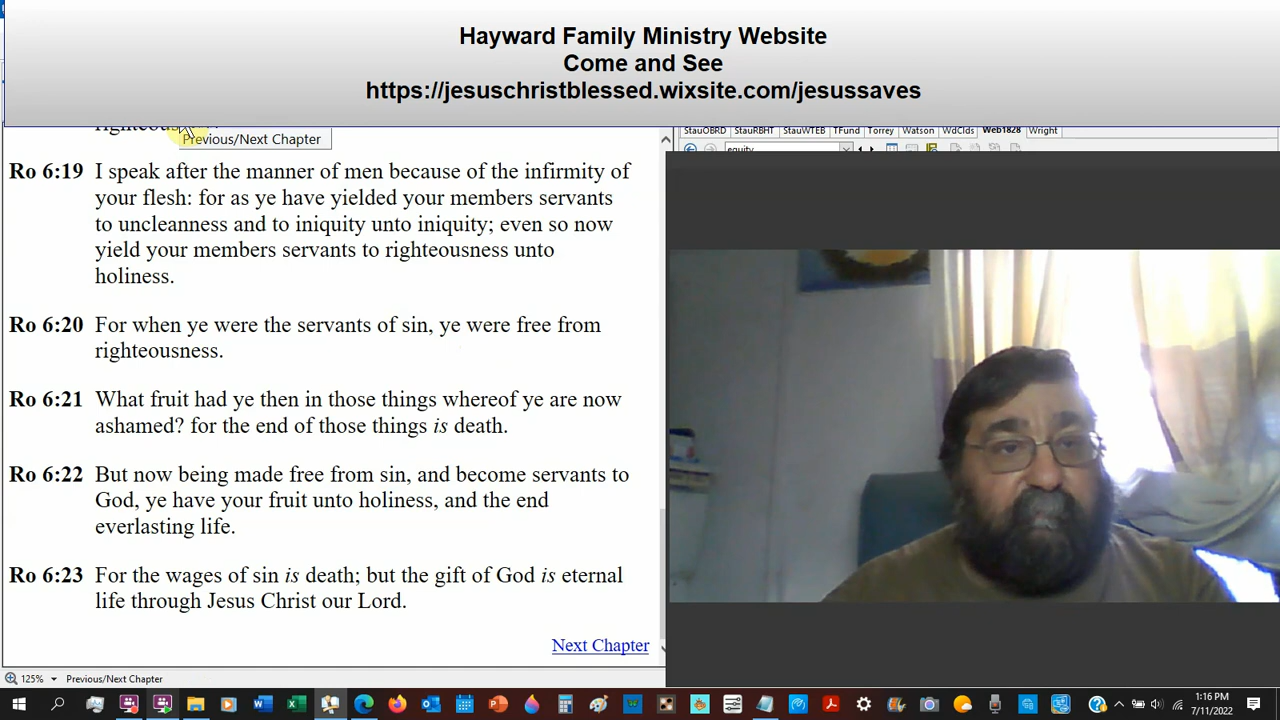 Hayward Family Ministry Website
Come and See
https://jesuschristblessed.wixsite.com/jesussaves
Previous/Next Chapter
StauOBRD StauRBHT StauWTEB TFund Torrey Watson WdClds Web1828 Wright
equity
Ro 6:19 I speak after the manner of men because of the infirmity of
your flesh: for as ye have yielded your members servants
to uncleanness and to iniquity unto iniquity; even so now
yield your members servants to righteousness unto
holiness.
Ro 6:20 For when ye were the servants of sin, ye were free from
righteousness.
Ro 6:21 What fruit had ye then in those things whereof ye are now
ashamed? for the end of those things is death.
Ro 6:22 But now being made free from sin, and become servants to
God, ye have your fruit unto holiness, and the end
everlasting life.
Ro 6:23 For the wages of sin is death; but the gift of God is eternal
life through Jesus Christ our Lord.
Next Chapter
125% Previous/Next Chapter
1:16 PM
7/11/2022